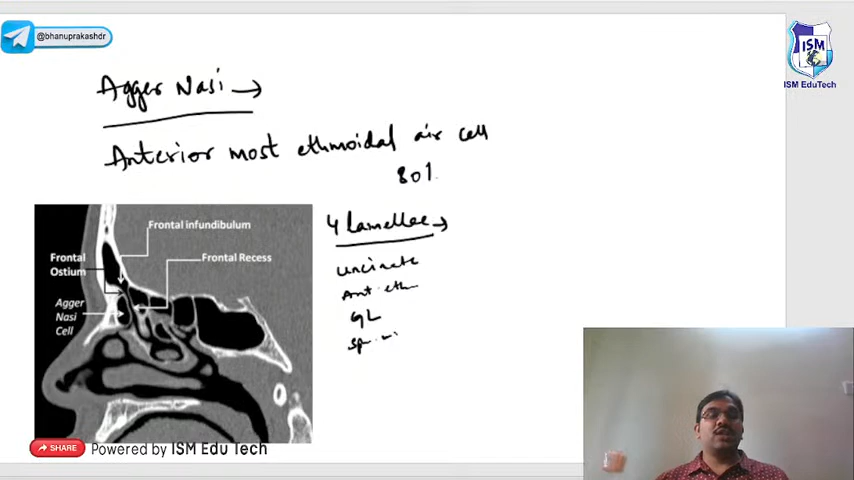 @bhanuprakashdr
ISM
ISM EduTech
Agger Nasi →
Anterior most ethmoidal air cell
80%
4 lamellae →
uncinate
Ant. eth
GL
Frontal infundibulum
Frontal
Ostium
Frontal Recess
Agger
Nasi
Cell
SHARE
Powered by ISM Edu Tech